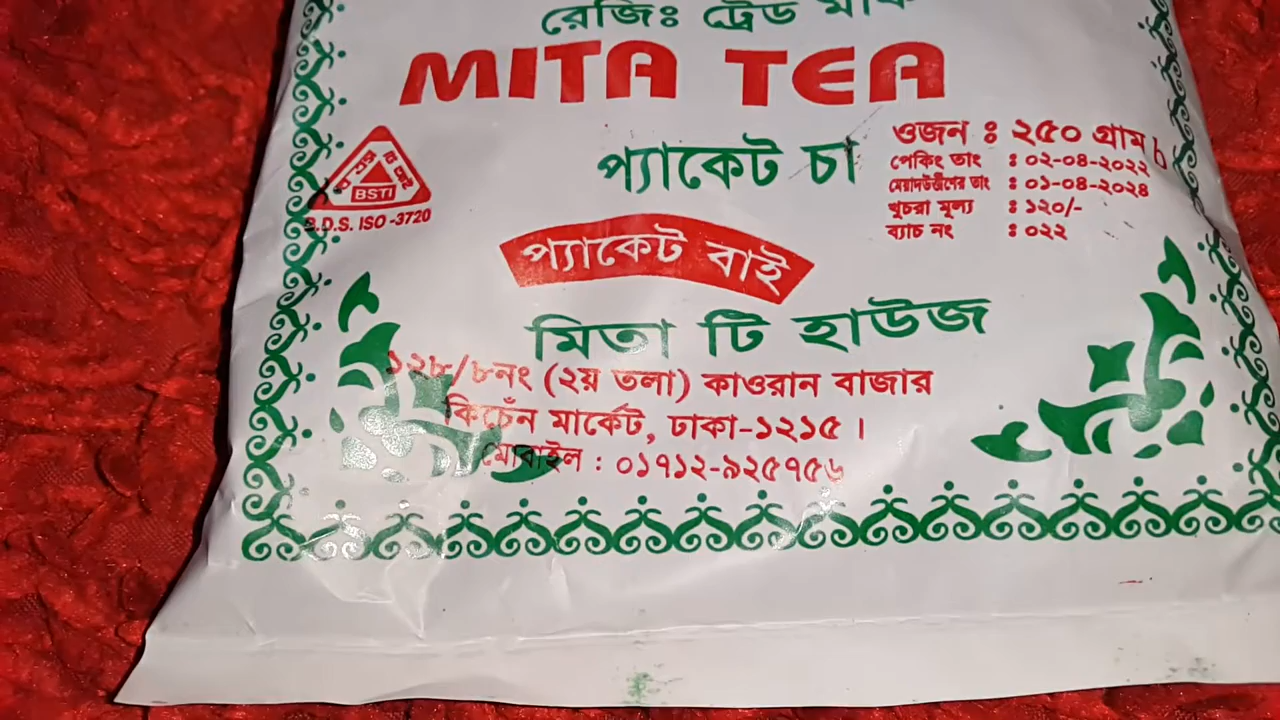 রেজিঃ ট্রেড মার্ক
MITA TEA
প্যাকেট চা
ওজন : ২৫০ গ্রাম
পেকিং তাং : ০২-০৪-২০২২
মেয়াদউত্তীর্ণের তাং : ০১-০৪-২০২৪
খুচরা মূল্য : ১২০/-
ব্যাচ নং : ০২২
BSTI
B.D.S. ISO -3720
প্যাকেট বাই
মিতা টি হাউজ
১২৮/৮নং (২য় তলা) কাওরান বাজার
কিচেঁন মার্কেট, ঢাকা-১২১৫ ।
মোবাইল : ০১৭১২-৯২৫৭৫৬